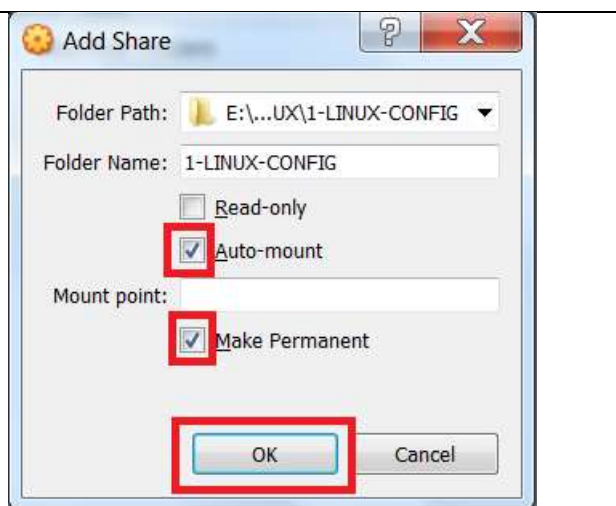 Add Share
?
X
Folder Path: E:\...UX\1-LINUX-CONFIG
Folder Name: 1-LINUX-CONFIG
Read-only
Auto-mount
Mount point:
Make Permanent
OK Cancel